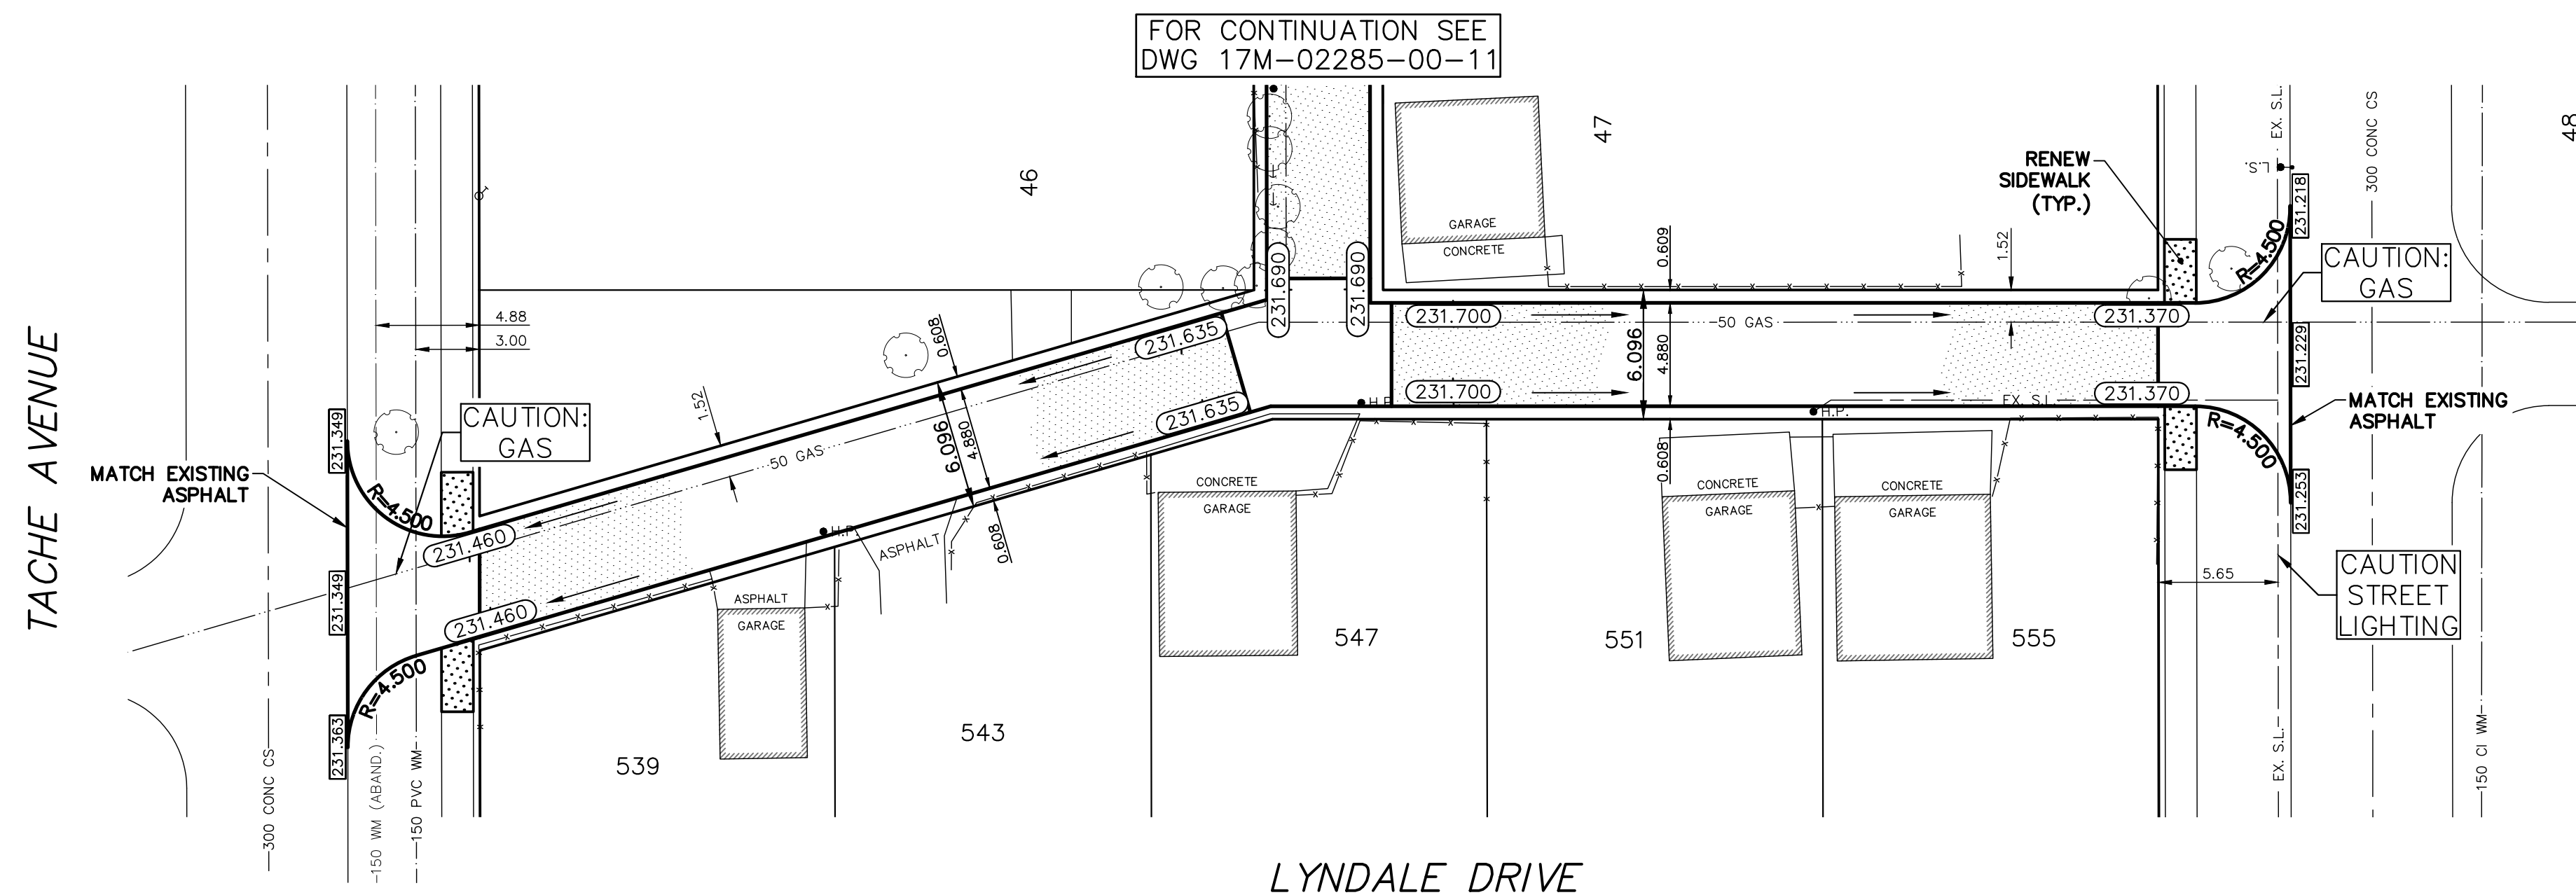 FOR CONTINUATION SEE
DWG 17M-02285-00-11
TACHE AVENUE
46
47
48
GARAGE
CONCRETE
RENEW
SIDEWALK
(TYP.)
L.S.
EX. S.L.
300 CONC CS
231.218
R=4.500
CAUTION:
GAS
231.229
MATCH EXISTING
ASPHALT
R=4.500
231.253
CAUTION
STREET
LIGHTING
5.65
EX. S.L.
150 CI WM
4.88
3.00
0.608
1.52
231.635
231.635
231.690
231.690
231.700
231.700
0.609
6.096
4.880
0.608
50 GAS
1.52
231.370
231.370
EX. S.L.
H.P.
H.P.
CAUTION:
GAS
231.349
MATCH EXISTING
ASPHALT
R=4.500
231.460
231.349
231.460
R=4.500
231.363
50 GAS
6.096
4.880
0.608
H.P.
ASPHALT
ASPHALT
GARAGE
CONCRETE
GARAGE
CONCRETE
GARAGE
CONCRETE
GARAGE
539
543
547
551
555
300 CONC CS
150 WM (ABAND.)
150 PVC WM
LYNDALE DRIVE